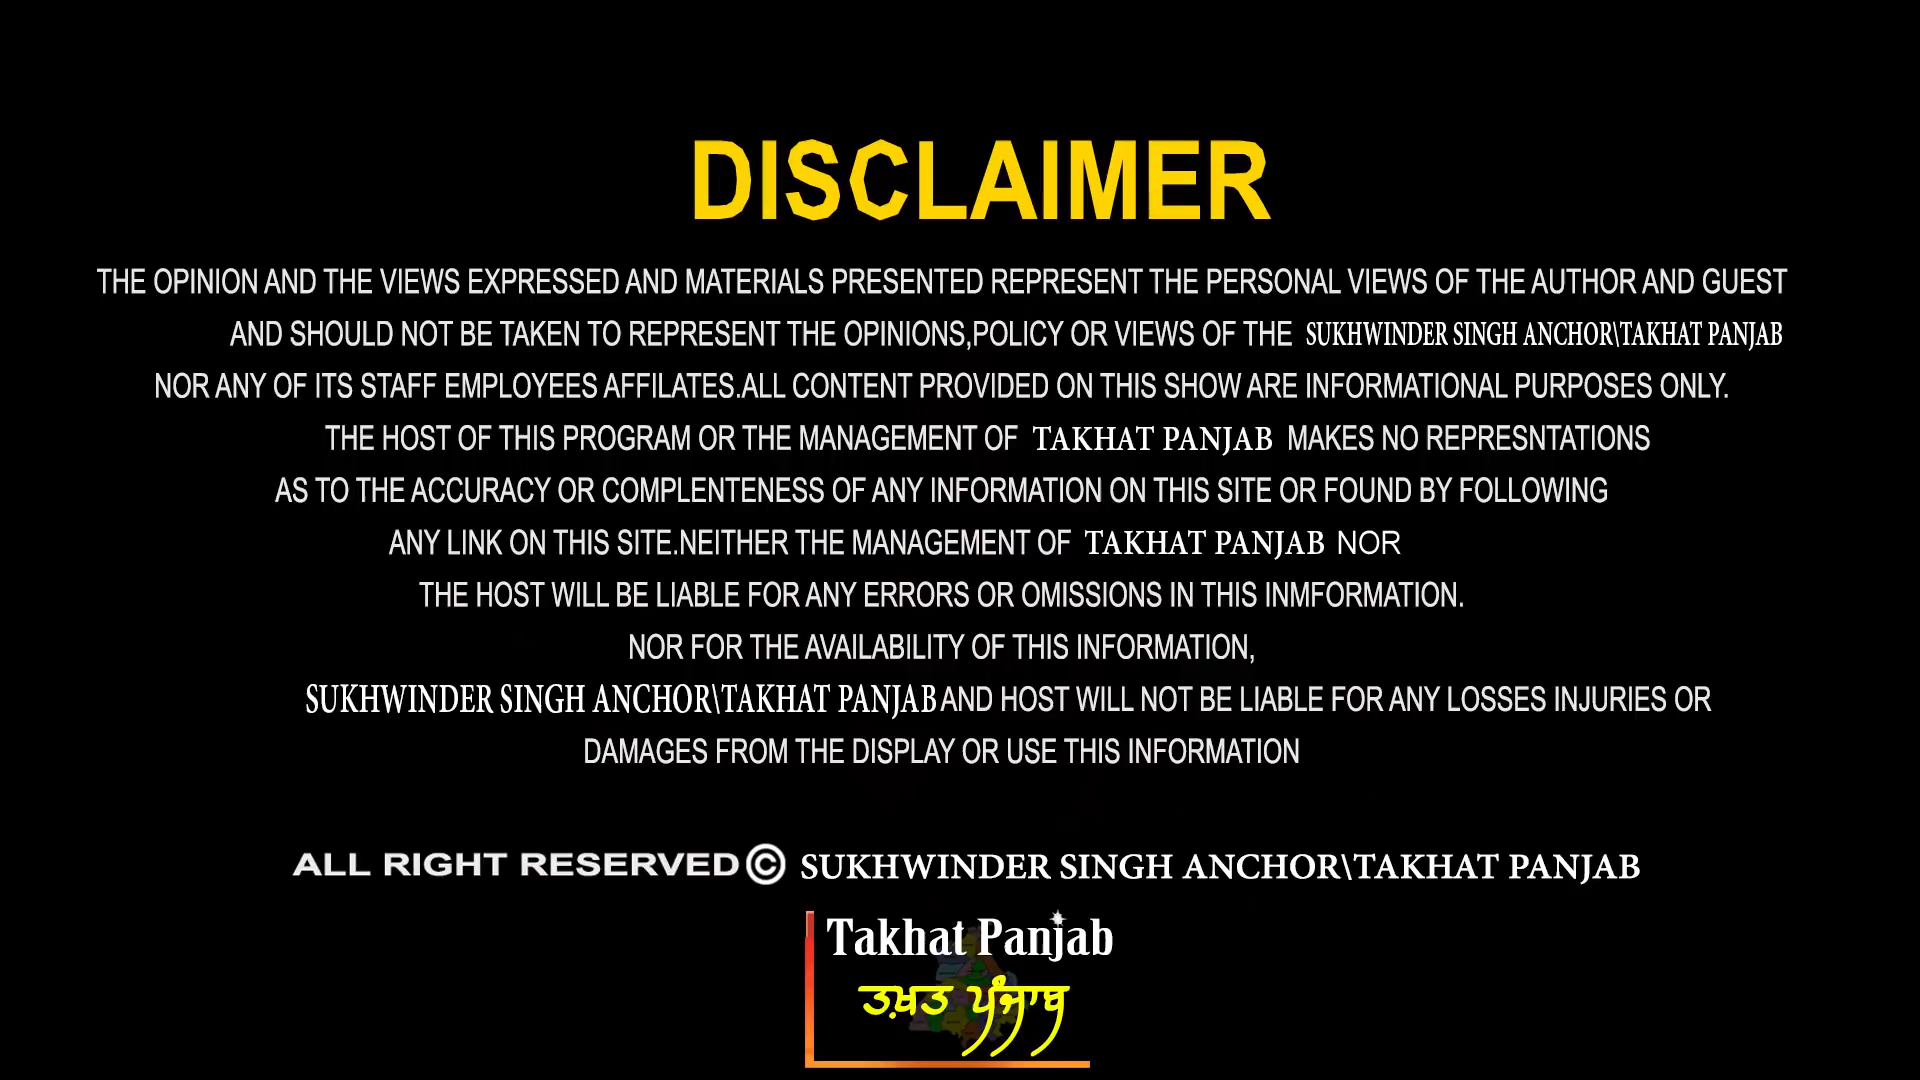 DISCLAIMER
THE OPINION AND THE VIEWS EXPRESSED AND MATERIALS PRESENTED REPRESENT THE PERSONAL VIEWS OF THE AUTHOR AND GUEST
AND SHOULD NOT BE TAKEN TO REPRESENT THE OPINIONS,POLICY OR VIEWS OF THE SUKHWINDER SINGH ANCHOR\TAKHAT PANJAB
NOR ANY OF ITS STAFF EMPLOYEES AFFILATES.ALL CONTENT PROVIDED ON THIS SHOW ARE INFORMATIONAL PURPOSES ONLY.
THE HOST OF THIS PROGRAM OR THE MANAGEMENT OF TAKHAT PANJAB MAKES NO REPRESNTATIONS
AS TO THE ACCURACY OR COMPLENTENESS OF ANY INFORMATION ON THIS SITE OR FOUND BY FOLLOWING
ANY LINK ON THIS SITE.NEITHER THE MANAGEMENT OF TAKHAT PANJAB NOR
THE HOST WILL BE LIABLE FOR ANY ERRORS OR OMISSIONS IN THIS INMFORMATION.
NOR FOR THE AVAILABILITY OF THIS INFORMATION,
SUKHWINDER SINGH ANCHOR\TAKHAT PANJAB AND HOST WILL NOT BE LIABLE FOR ANY LOSSES INJURIES OR
DAMAGES FROM THE DISPLAY OR USE THIS INFORMATION
ALL RIGHT RESERVED © SUKHWINDER SINGH ANCHOR\TAKHAT PANJAB
Takhat Panjab
ਤਖ਼ਤ ਪੰਜਾਬ